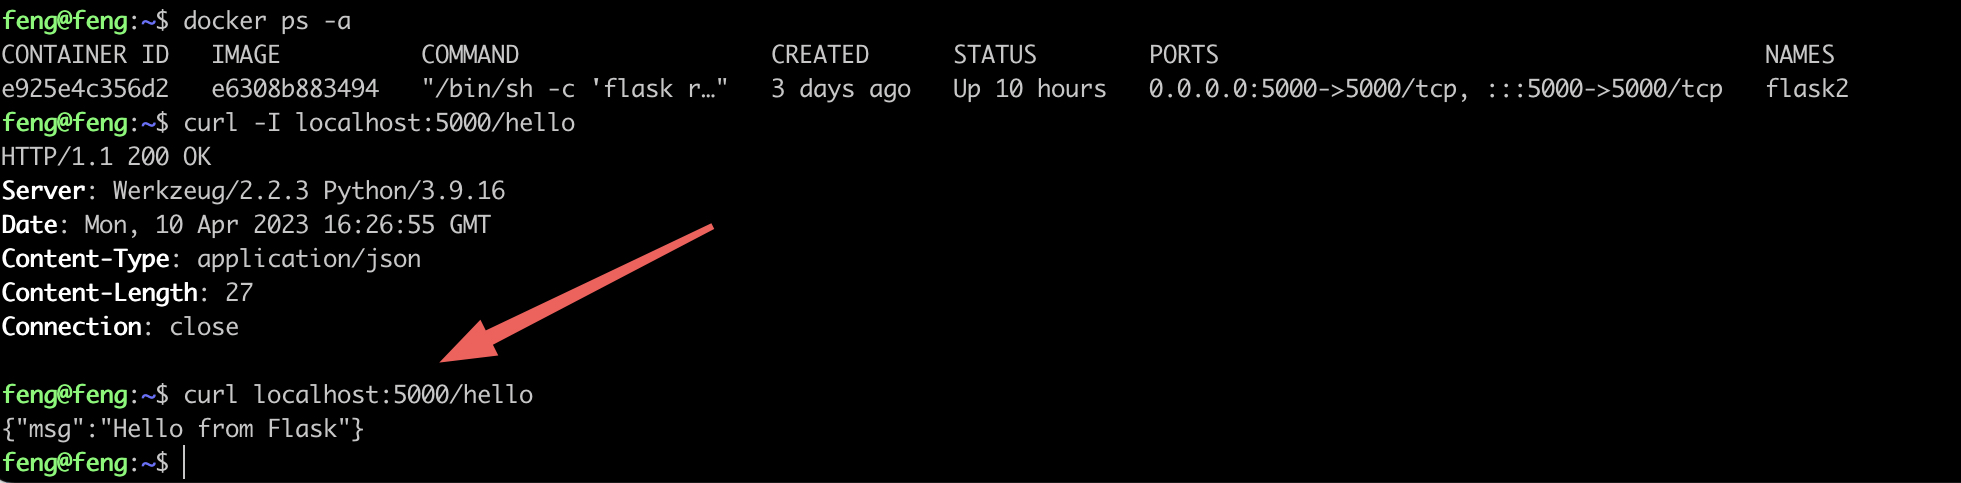 feng@feng:~$ docker ps -a
CONTAINER ID   IMAGE          COMMAND                  CREATED      STATUS        PORTS                                       NAMES
e925e4c356d2   e6308b883494   "/bin/sh -c 'flask r…"   3 days ago   Up 10 hours   0.0.0.0:5000->5000/tcp, :::5000->5000/tcp   flask2
feng@feng:~$ curl -I localhost:5000/hello
HTTP/1.1 200 OK
Server: Werkzeug/2.2.3 Python/3.9.16
Date: Mon, 10 Apr 2023 16:26:55 GMT
Content-Type: application/json
Content-Length: 27
Connection: close
feng@feng:~$ curl localhost:5000/hello
{"msg":"Hello from Flask"}
feng@feng:~$